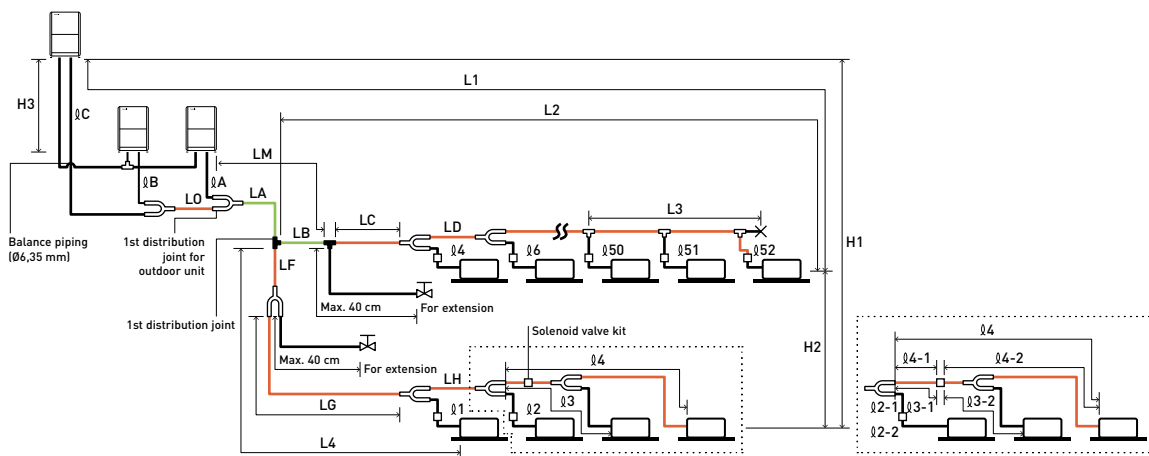 L1
H3
ℓC
L2
LM
ℓB
ℓA
LO
LA
LB
LC
LD
L3
H1
Balance piping
(Ø6,35 mm)
1st distribution
joint for
outdoor unit
LF
ℓ4
ℓ6
ℓ50
ℓ51
ℓ52
Max. 40 cm
For extension
1st distribution joint
Solenoid valve kit
H2
Max. 40 cm
For extension
ℓ4
ℓ4
ℓ4-1
ℓ4-2
LH
LG
ℓ1
ℓ2
ℓ3
ℓ2-1
ℓ3-1
ℓ3-2
ℓ2-2
L4